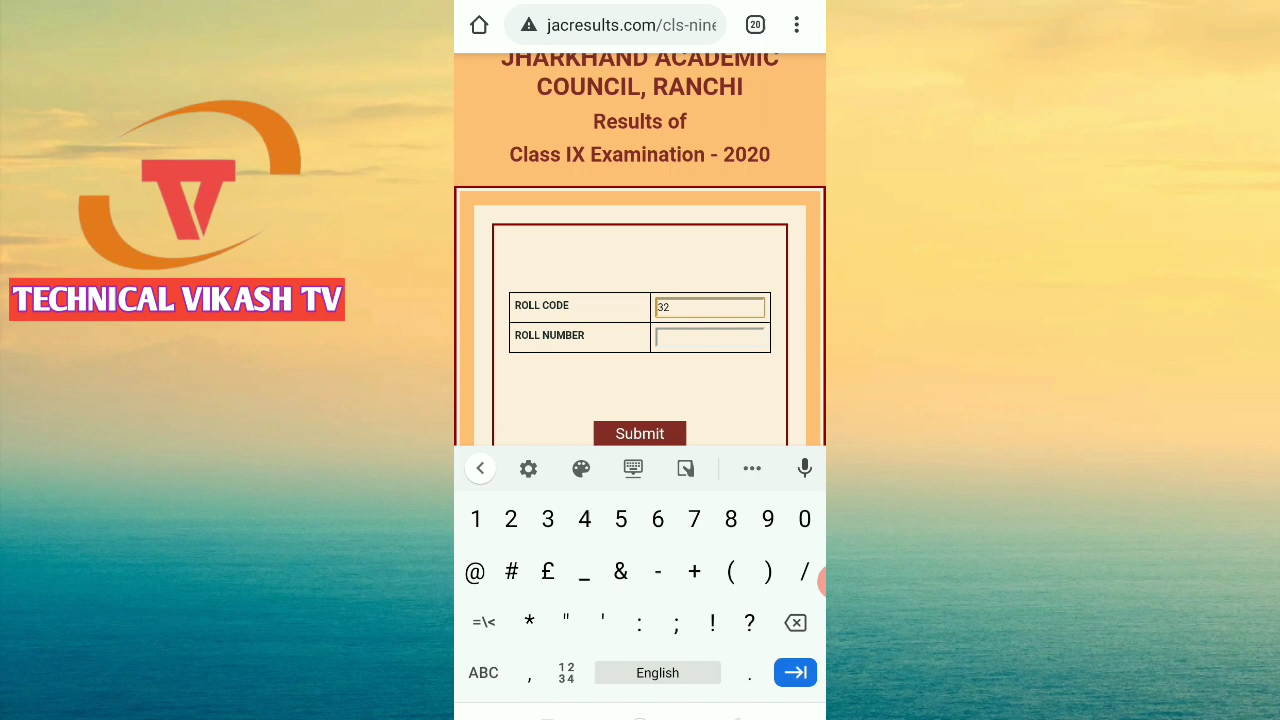 jacresults.com/cls-nine
20
JHARKHAND ACADEMIC
COUNCIL, RANCHI
Results of
Class IX Examination - 2020
V
TECHNICAL VIKASH TV
ROLL CODE 32
ROLL NUMBER
Submit
1 2 3 4 5 6 7 8 9 0
@ # £ _ & - + ( ) /
=\< * " ' : ; ! ?
ABC , 12 34 English .